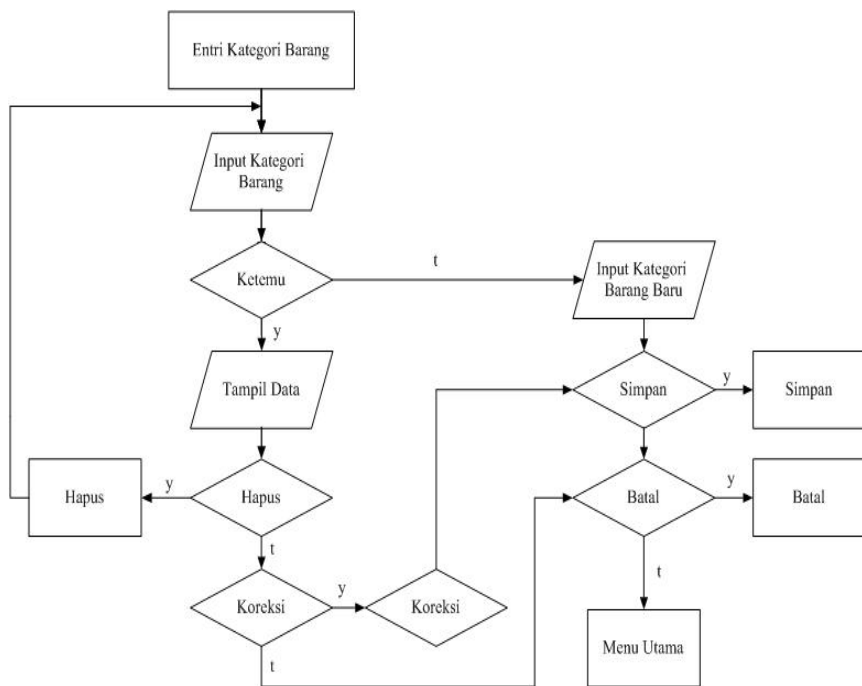 Entri Kategori Barang
Input Kategori
Barang
Ketemu
t
Input Kategori
Barang Baru
y
Tampil Data
Simpan
y
Simpan
Hapus
y
Hapus
Batal
y
Batal
t
Koreksi
y
Koreksi
t
t
Menu Utama